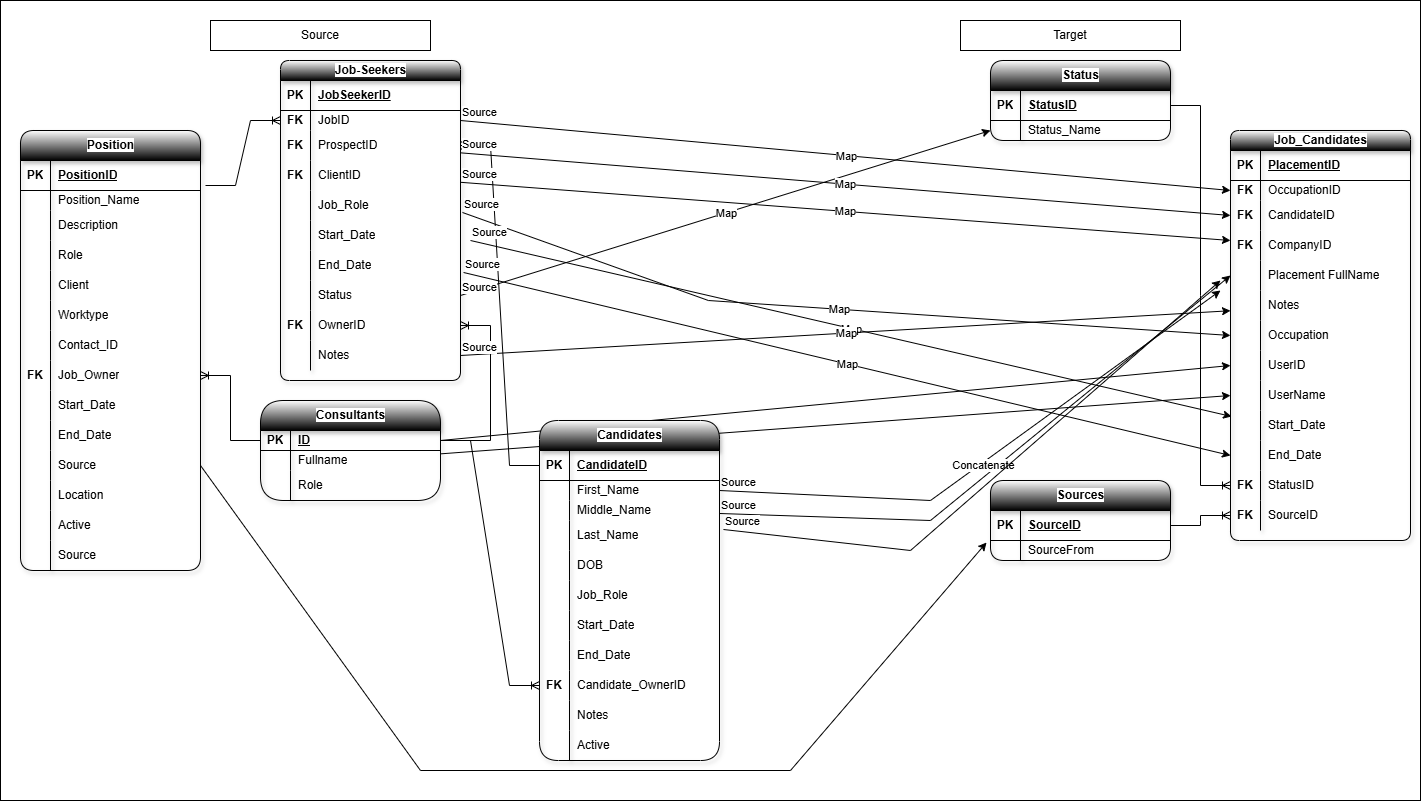 Source
Target
Job-Seekers
PK JobSeekerID
FK JobID
FK ProspectID
FK ClientID
Job_Role
Start_Date
End_Date
Status
FK OwnerID
Notes
Source
Source
Source
Source
Source
Source
Source
Source
Map
Map
Map
Map
Map
Map
Map
Map
Status
PK StatusID
Status_Name
Job_Candidates
PK PlacementID
FK OccupationID
FK CandidateID
FK CompanyID
Placement FullName
Notes
Occupation
UserID
UserName
Start_Date
End_Date
FK StatusID
FK SourceID
Position
PK PositionID
Position_Name
Description
Role
Client
Worktype
Contact_ID
FK Job_Owner
Start_Date
End_Date
Source
Location
Active
Source
Consultants
PK ID
Fullname
Role
Candidates
PK CandidateID
First_Name
Middle_Name
Last_Name
DOB
Job_Role
Start_Date
End_Date
FK Candidate_OwnerID
Notes
Active
Source
Source
Source
Concatenate
Sources
PK SourceID
SourceFrom